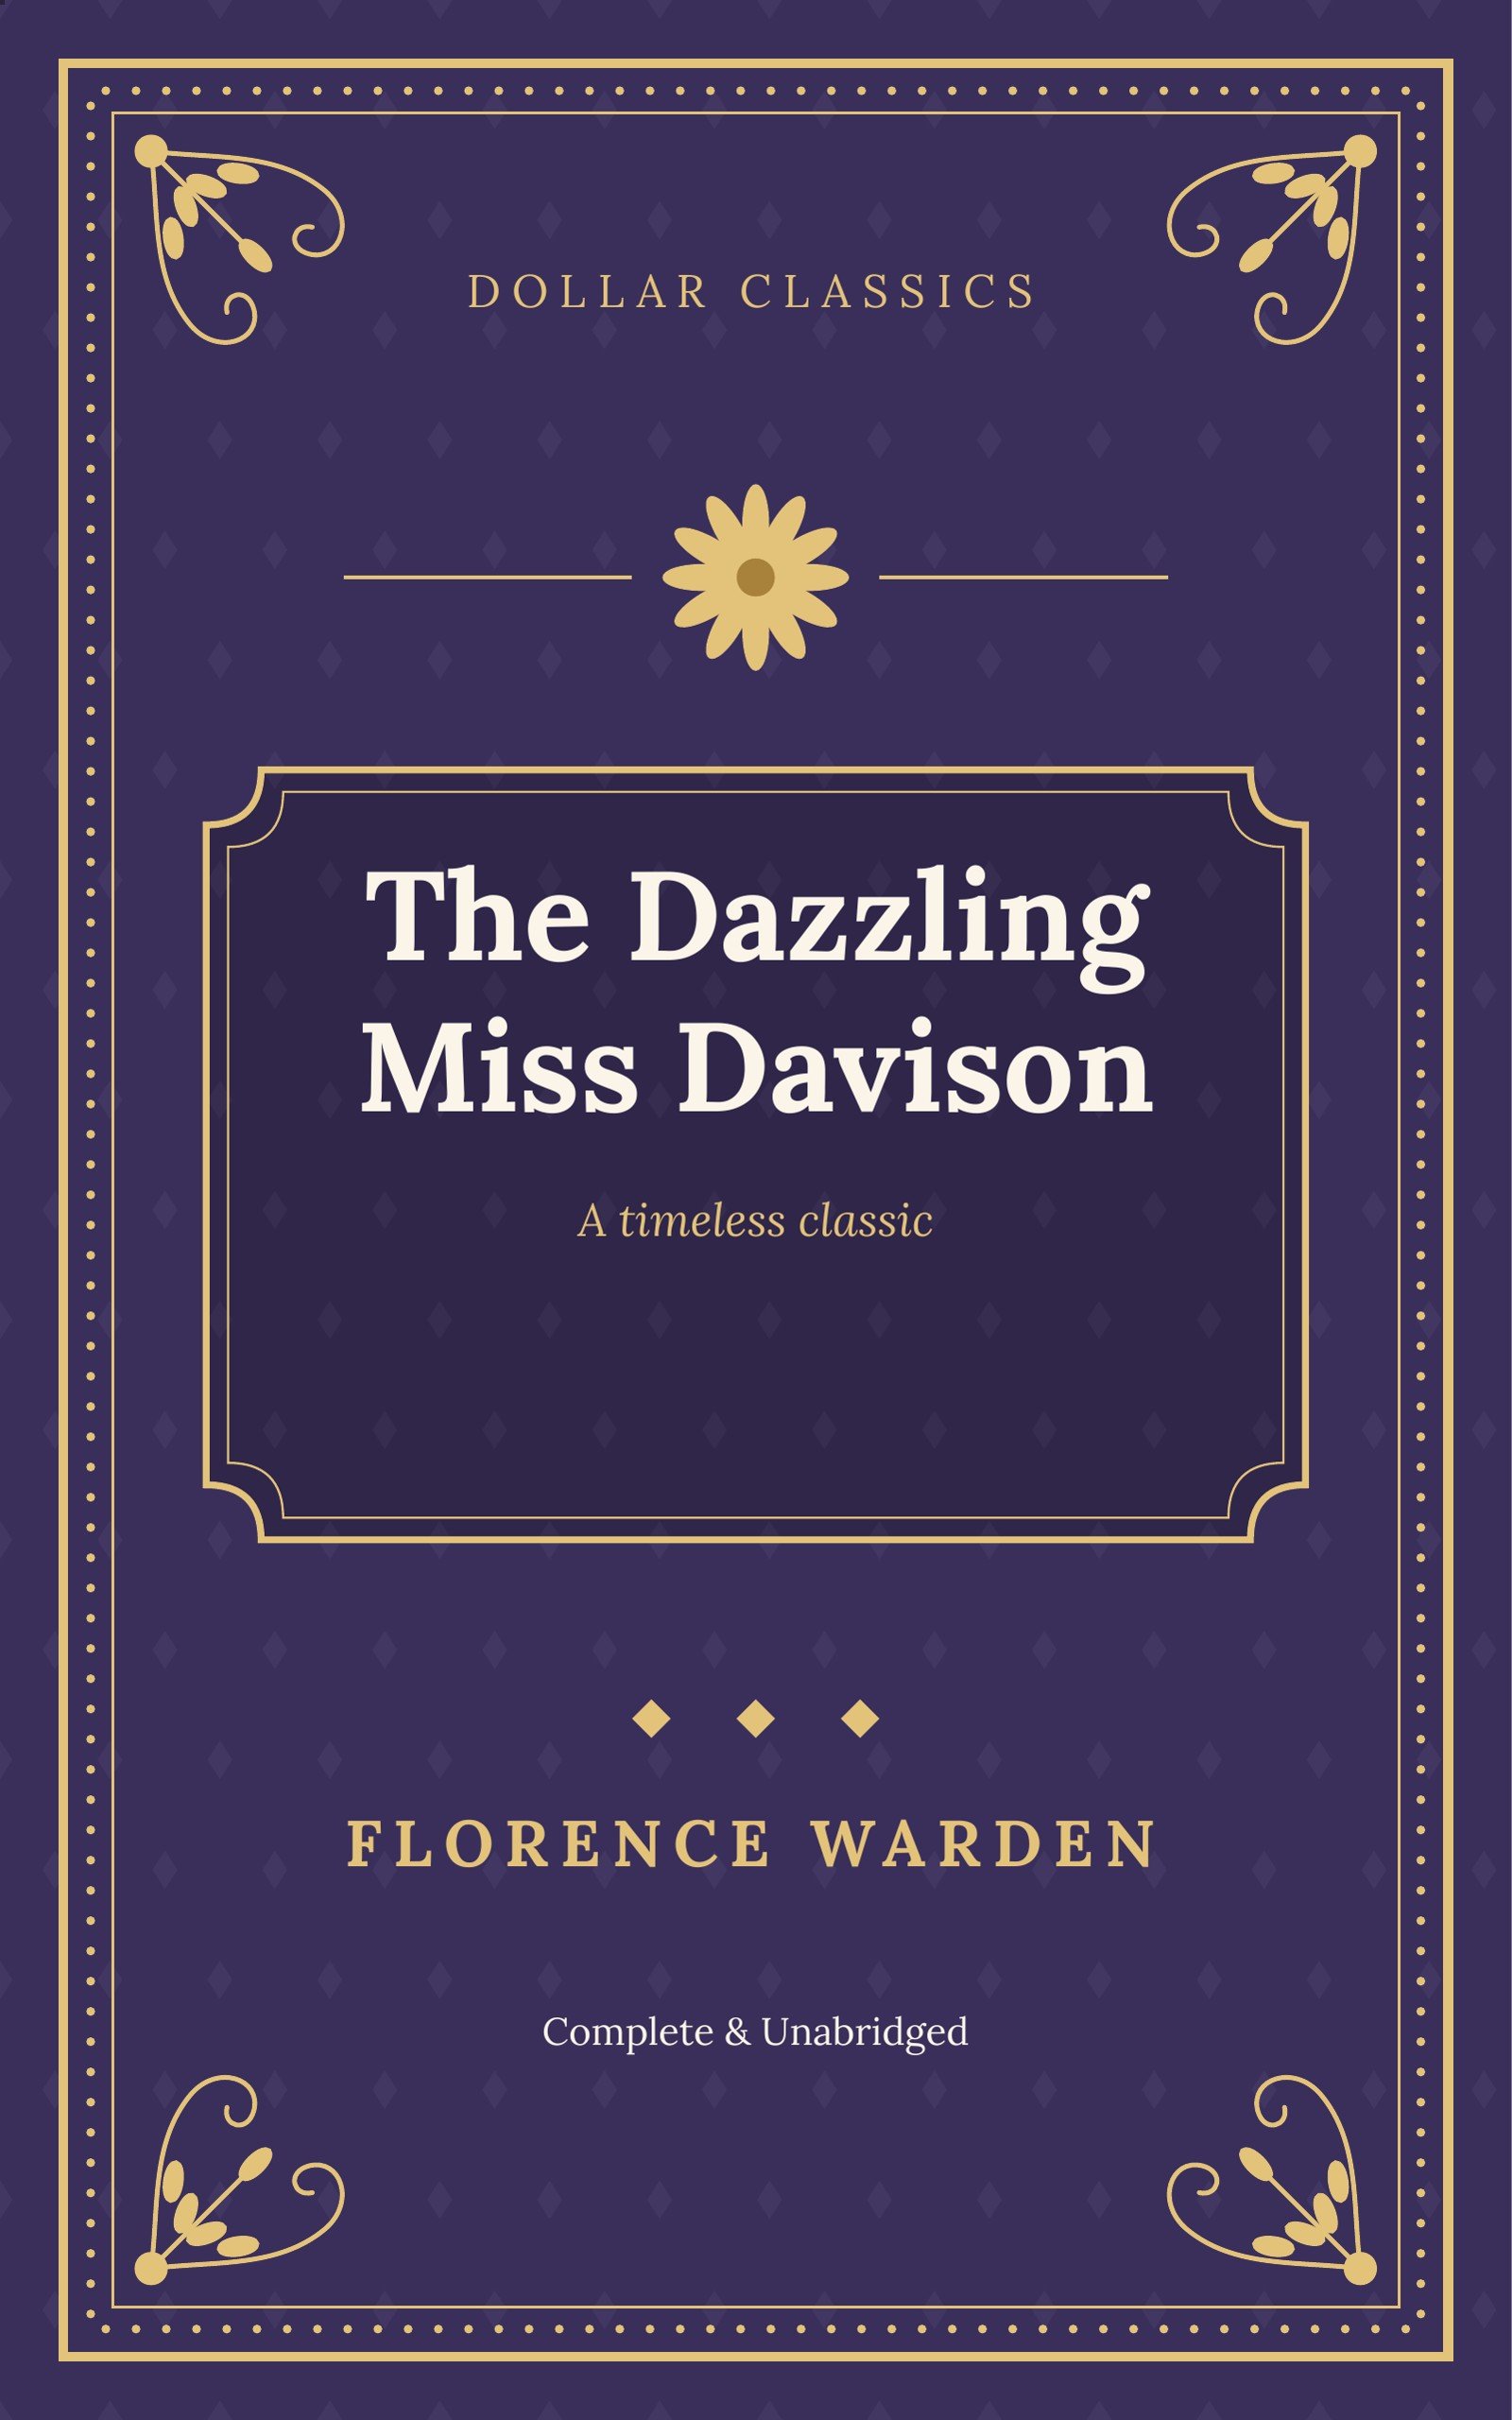 DOLLAR CLASSICS
The Dazzling
Miss Davison
A timeless classic
FLORENCE WARDEN
Complete & Unabridged